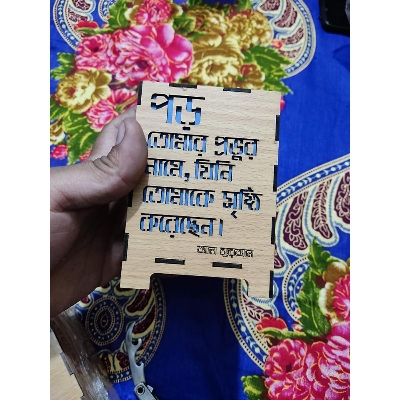 পড়
তোমার প্রভুর
নামে, যিনি
তোমাকে সৃষ্টি
করেছেন।
আল কুরআন